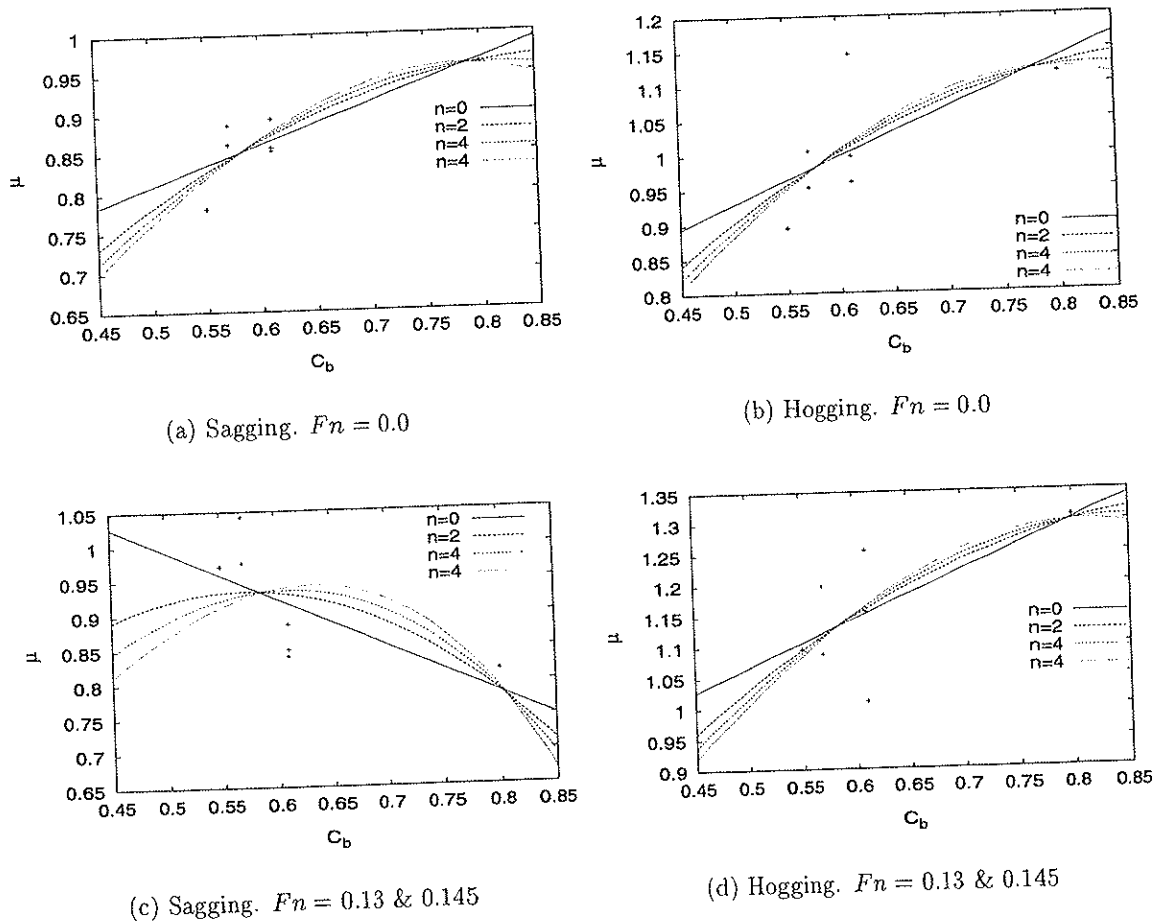 1
0.95
0.9
0.85
0.8
0.75
0.7
0.65
μ
n=0
n=2
n=4
n=4
0.45 0.5 0.55 0.6 0.65 0.7 0.75 0.8 0.85
C_b
(a) Sagging. Fn = 0.0
1.2
1.15
1.1
1.05
1
0.95
0.9
0.85
0.8
μ
n=0
n=2
n=4
n=4
0.45 0.5 0.55 0.6 0.65 0.7 0.75 0.8 0.85
C_b
(b) Hogging. Fn = 0.0
1.05
1
0.95
0.9
0.85
0.8
0.75
0.7
0.65
μ
n=0
n=2
n=4
n=4
0.45 0.5 0.55 0.6 0.65 0.7 0.75 0.8 0.85
C_b
(c) Sagging. Fn = 0.13 & 0.145
1.35
1.3
1.25
1.2
1.15
1.1
1.05
1
0.95
0.9
μ
n=0
n=2
n=4
n=4
0.45 0.5 0.55 0.6 0.65 0.7 0.75 0.8 0.85
C_b
(d) Hogging. Fn = 0.13 & 0.145